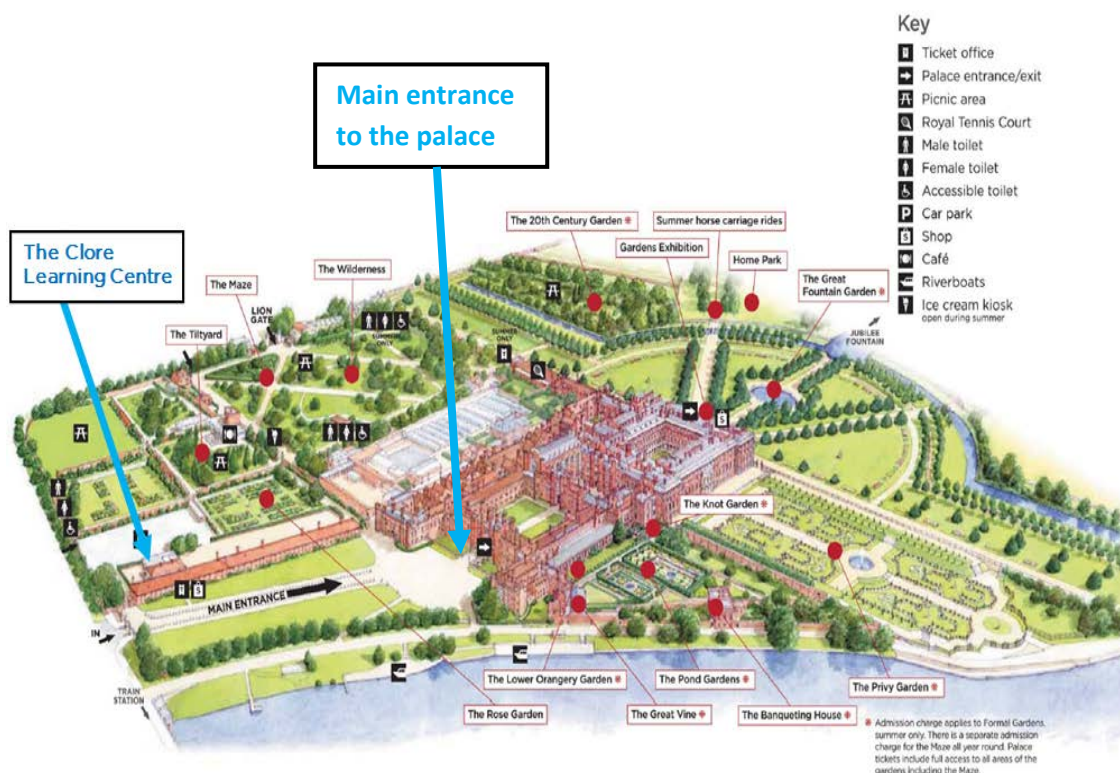 Key
Ticket office
Palace entrance/exit
Picnic area
Royal Tennis Court
Male toilet
Female toilet
Accessible toilet
P
Car park
S
Shop
Café
Riverboats
Ice cream kiosk
open during summer
Main entrance
to the palace
The Clore
Learning Centre
The 20th Century Garden ❋
Summer horse carriage rides
Gardens Exhibition
Home Park
The Great
Fountain Garden ❋
The Wilderness
The Maze
LION
GATE
The Tiltyard
SUMMER
ONLY
SUMMER
ONLY
JUBILEE
FOUNTAIN
S
The Knot Garden ❋
S
MAIN ENTRANCE
IN
TRAIN
STATION
The Lower Orangery Garden ❋
The Pond Gardens ❋
The Privy Garden ❋
The Rose Garden
The Great Vine ❋
The Banqueting House ❋
❋ Admission charge applies to Formal Gardens,
summer only. There is a separate admission
charge for the Maze all year round. Palace
tickets include full access to all areas of the
gardens including the Maze.